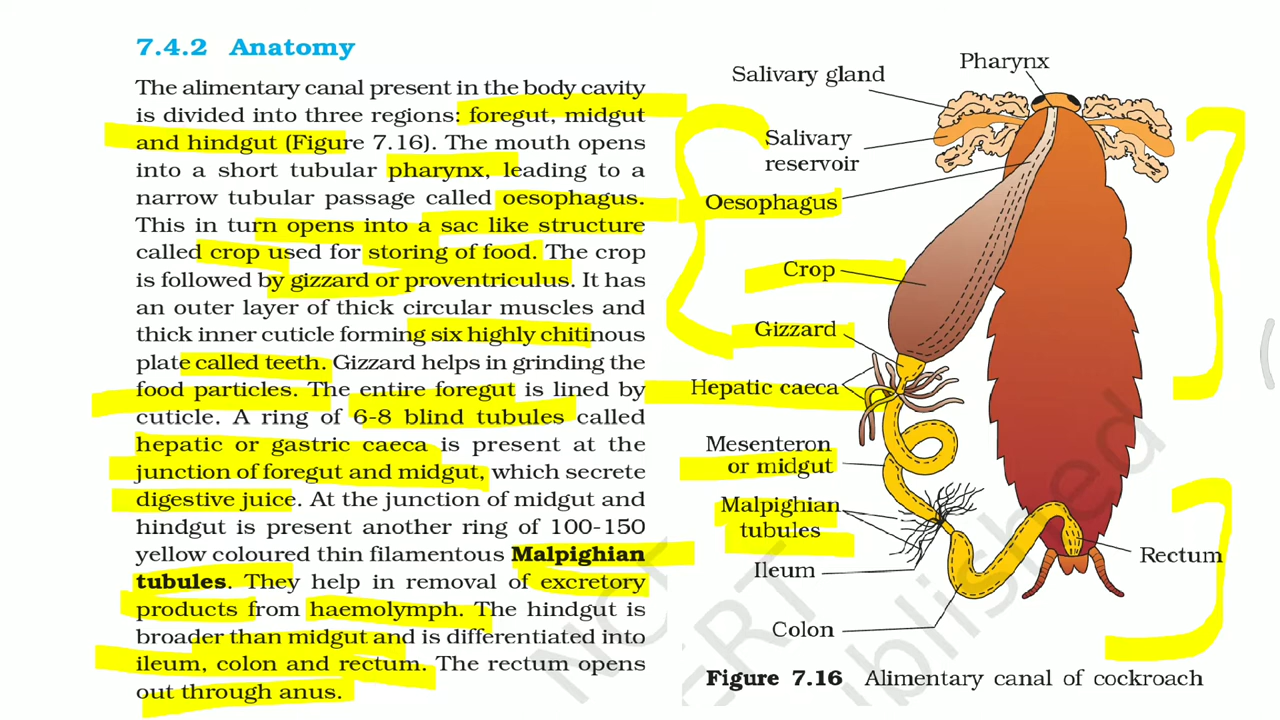 7.4.2 Anatomy
The alimentary canal present in the body cavity
is divided into three regions: foregut, midgut
and hindgut (Figure 7.16). The mouth opens
into a short tubular pharynx, leading to a
narrow tubular passage called oesophagus.
This in turn opens into a sac like structure
called crop used for storing of food. The crop
is followed by gizzard or proventriculus. It has
an outer layer of thick circular muscles and
thick inner cuticle forming six highly chitinous
plate called teeth. Gizzard helps in grinding the
food particles. The entire foregut is lined by
cuticle. A ring of 6-8 blind tubules called
hepatic or gastric caeca is present at the
junction of foregut and midgut, which secrete
digestive juice. At the junction of midgut and
hindgut is present another ring of 100-150
yellow coloured thin filamentous Malpighian
tubules. They help in removal of excretory
products from haemolymph. The hindgut is
broader than midgut and is differentiated into
ileum, colon and rectum. The rectum opens
out through anus.
Pharynx
Salivary gland
Salivary
reservoir
Oesophagus
Crop
Gizzard
Hepatic caeca
Mesenteron
or midgut
Malpighian
tubules
Ileum
Rectum
Colon
Figure 7.16 Alimentary canal of cockroach